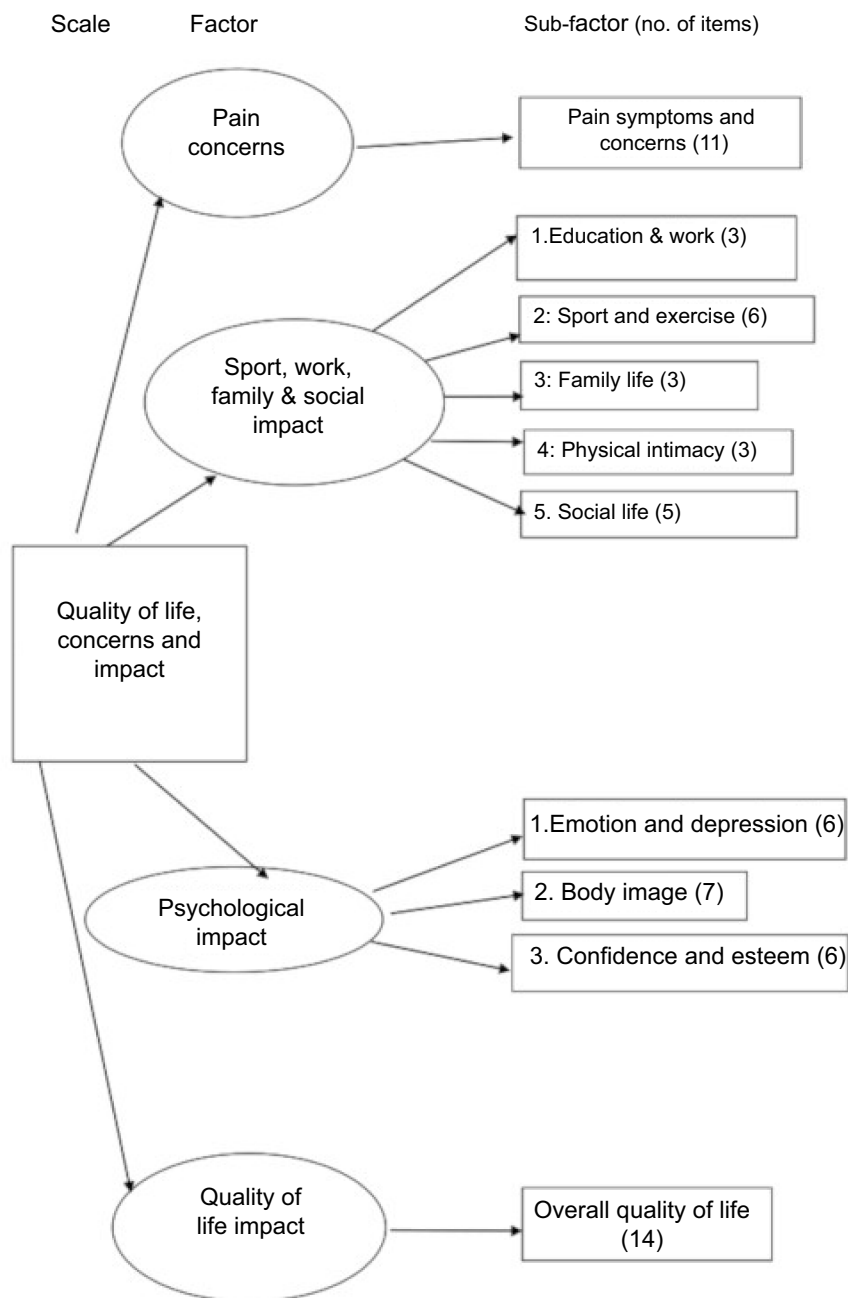 Scale Factor Sub-factor (no. of items)
Pain
concerns
Pain symptoms and
concerns (11)
1.Education & work (3)
2: Sport and exercise (6)
Sport, work,
family & social
impact
3: Family life (3)
4: Physical intimacy (3)
5. Social life (5)
Quality of life,
concerns and
impact
1.Emotion and depression (6)
Psychological
impact
2. Body image (7)
3. Confidence and esteem (6)
Quality of
life impact
Overall quality of life
(14)